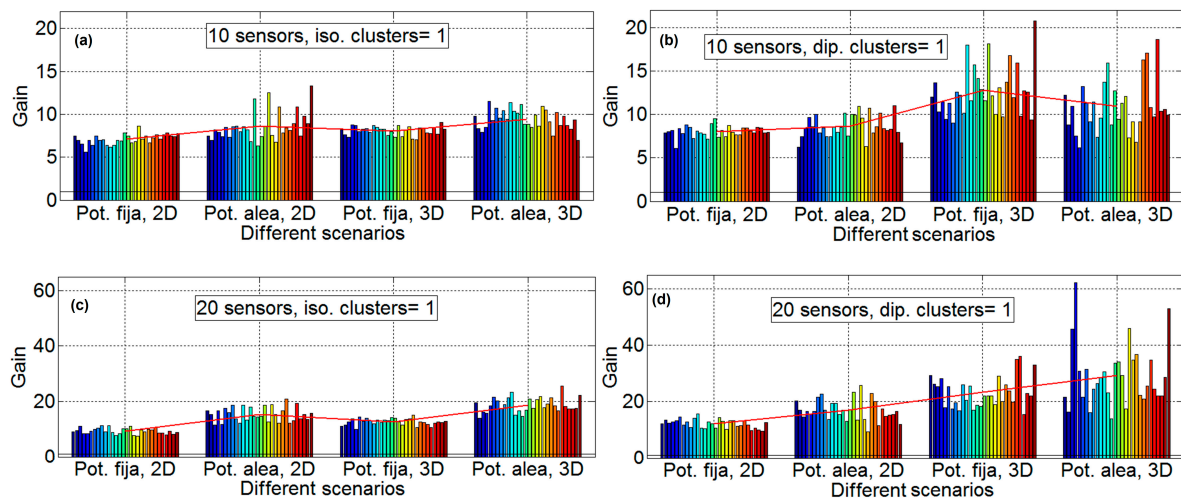 (a)
10 sensors, iso. clusters= 1
Gain
20
15
10
5
0
Pot. fija, 2D Pot. alea, 2D Pot. fija, 3D Pot. alea, 3D
Different scenarios
(b)
10 sensors, dip. clusters= 1
Gain
20
15
10
5
0
Pot. fija, 2D Pot. alea, 2D Pot. fija, 3D Pot. alea, 3D
Different scenarios
(c)
20 sensors, iso. clusters= 1
Gain
60
40
20
0
Pot. fija, 2D Pot. alea, 2D Pot. fija, 3D Pot. alea, 3D
Different scenarios
(d)
20 sensors, dip. clusters= 1
Gain
60
40
20
0
Pot. fija, 2D Pot. alea, 2D Pot. fija, 3D Pot. alea, 3D
Different scenarios